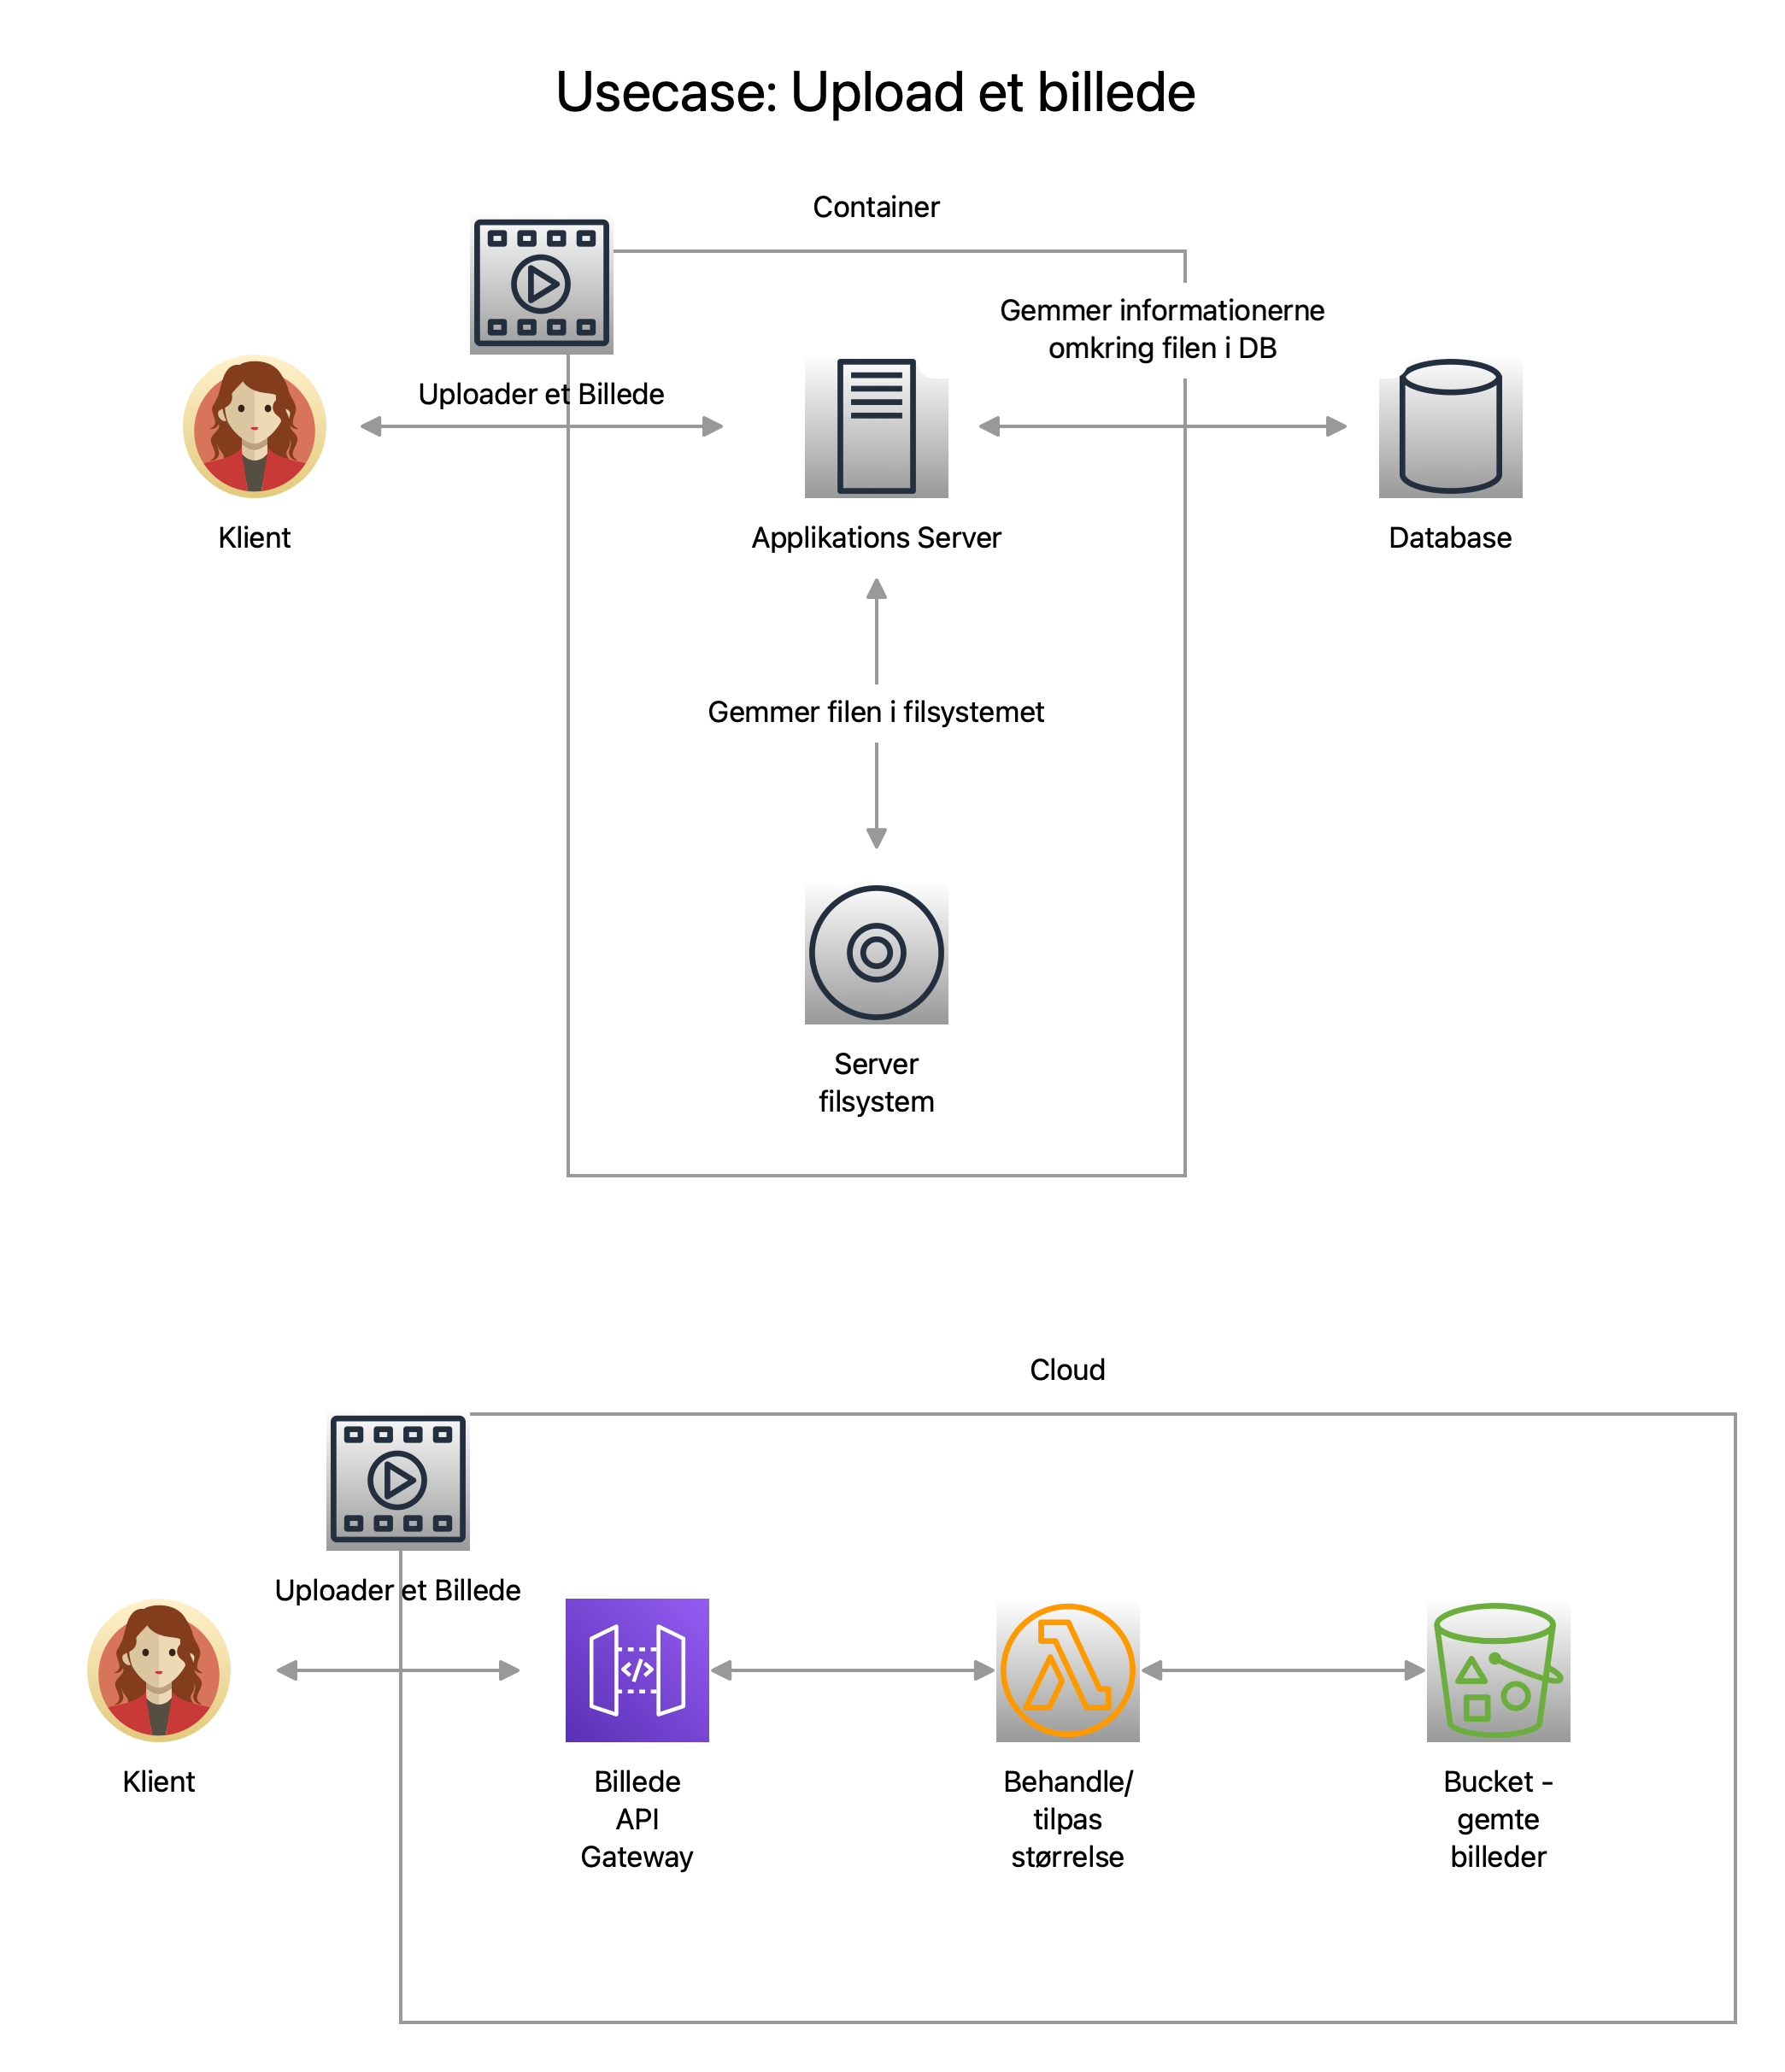 Usecase: Upload et billede
Container
Gemmer informationerne
omkring filen i DB
Uploader et Billede
Klient
Applikations Server
Database
Gemmer filen i filsystemet
Server
filsystem
Cloud
Uploader et Billede
Klient
Billede
API
Gateway
Behandle/
tilpas
størrelse
Bucket -
gemte
billeder